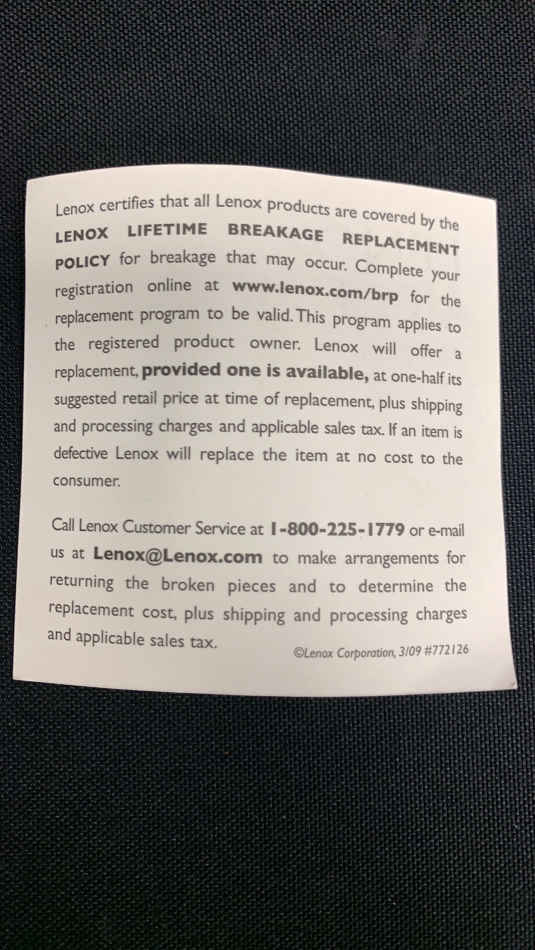 Lenox certifies that all Lenox products are covered by the
LENOX LIFETIME BREAKAGE REPLACEMENT
POLICY for breakage that may occur. Complete your
registration online at www.lenox.com/brp for the
replacement program to be valid. This program applies to
the registered product owner. Lenox will offer a
replacement, provided one is available, at one-half its
suggested retail price at time of replacement, plus shipping
and processing charges and applicable sales tax. If an item is
defective Lenox will replace the item at no cost to the
consumer.
Call Lenox Customer Service at 1-800-225-1779 or e-mail
us at Lenox@Lenox.com to make arrangements for
returning the broken pieces and to determine the
replacement cost, plus shipping and processing charges
and applicable sales tax.
©Lenox Corporation, 3/09 #772126